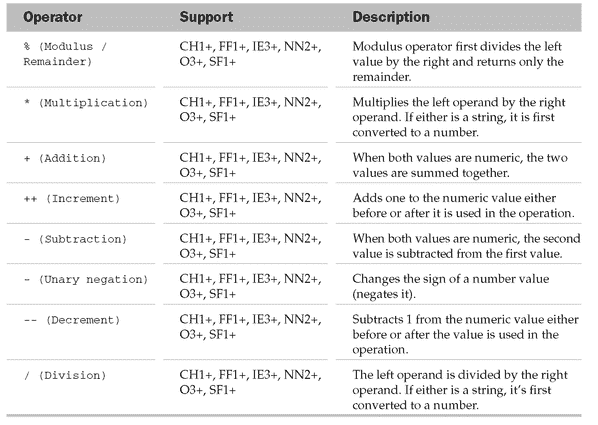 Operator Support Description
% (Modulus / CH1+, FF1+, IE3+, NN2+, Modulus operator first divides the left
Remainder) O3+, SF1+ value by the right and returns only the
remainder.
* (Multiplication) CH1+, FF1+, IE3+, NN2+, Multiplies the left operand by the right
O3+, SF1+ operand. If either is a string, it is first
converted to a number.
+ (Addition) CH1+, FF1+, IE3+, NN2+, When both values are numeric, the two
O3+, SF1+ values are summed together.
++ (Increment) CH1+, FF1+, IE3+, NN2+, Adds one to the numeric value either
O3+, SF1+ before or after it is used in the operation.
- (Subtraction) CH1+, FF1+, IE3+, NN2+, When both values are numeric, the second
O3+, SF1+ value is subtracted from the first value.
- (Unary negation) CH1+, FF1+, IE3+, NN2+, Changes the sign of a number value
O3+, SF1+ (negates it).
-- (Decrement) CH1+, FF1+, IE3+, NN2+, Subtracts 1 from the numeric value either
O3+, SF1+ before or after the value is used in the
operation.
/ (Division) CH1+, FF1+, IE3+, NN2+, The left operand is divided by the right
O3+, SF1+ operand. If either is a string, it's first
converted to a number.